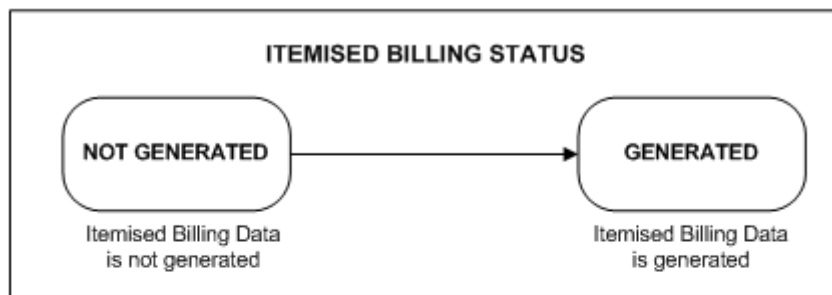 ITEMISED BILLING STATUS
NOT GENERATED
GENERATED
Itemised Billing Data
is not generated
Itemised Billing Data
is generated